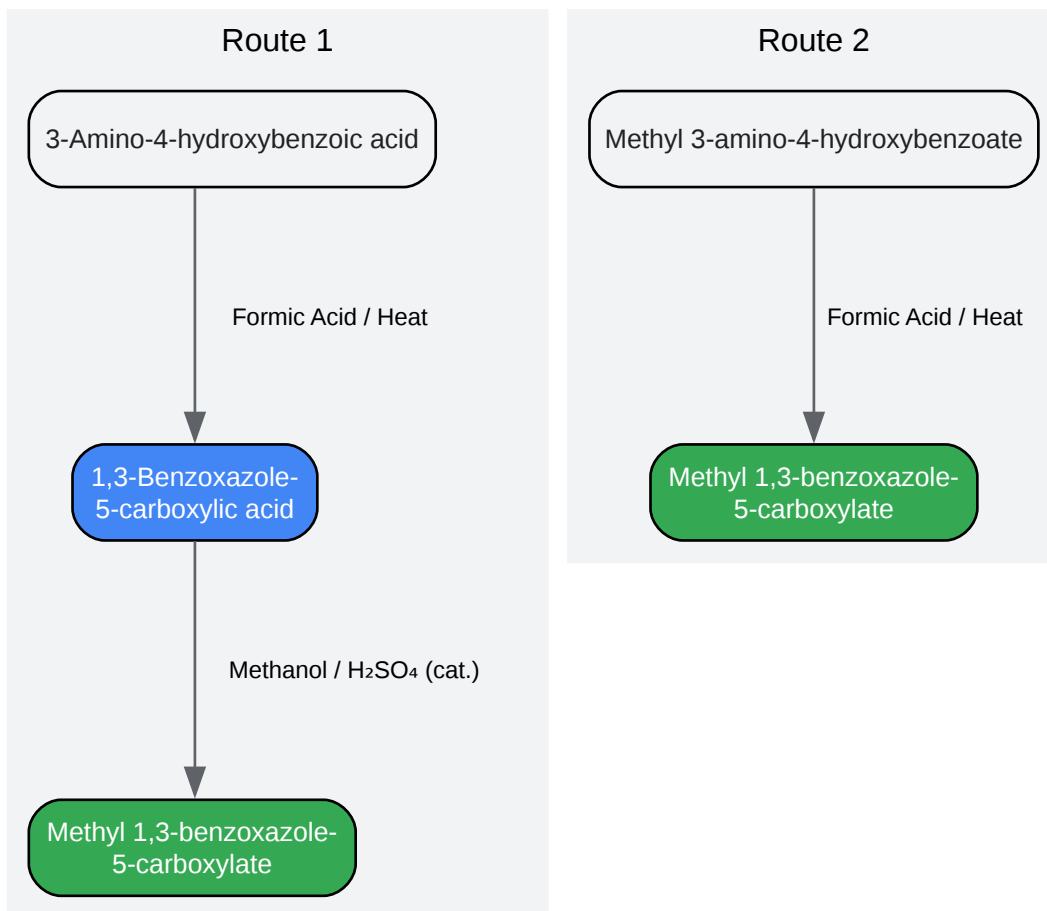 Route 1
3-Amino-4-hydroxybenzoic acid
Formic Acid / Heat
1,3-Benzoxazole-
5-carboxylic acid
Methanol / H₂SO₄ (cat.)
Methyl 1,3-benzoxazole-
5-carboxylate
Route 2
Methyl 3-amino-4-hydroxybenzoate
Formic Acid / Heat
Methyl 1,3-benzoxazole-
5-carboxylate